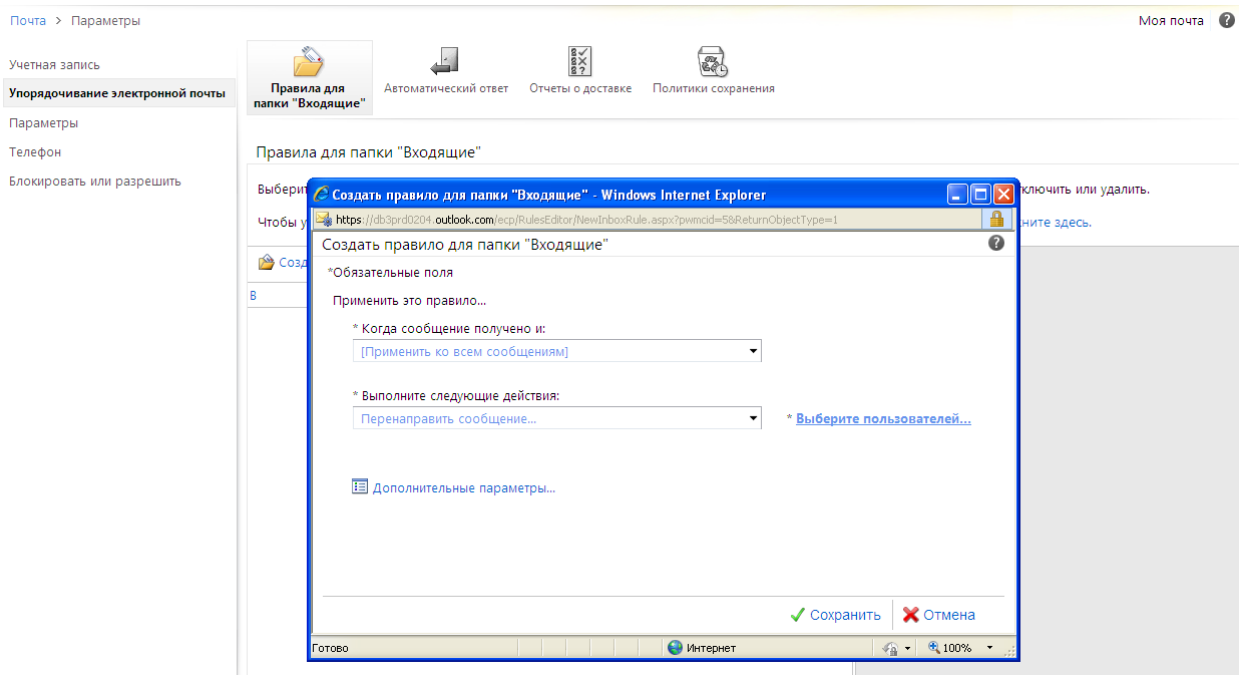 Почта > Параметры
Моя почта
Учетная запись
Упорядочивание электронной почты
Параметры
Телефон
Блокировать или разрешить
Правила для
папки "Входящие"
Автоматический ответ
Отчеты о доставке
Политики сохранения
Правила для папки "Входящие"
Выберит
ключить или удалить.
Чтобы у
ните здесь.
Созд
В
Создать правило для папки "Входящие" - Windows Internet Explorer
https://db3prd0204.outlook.com/ecp/RulesEditor/NewInboxRule.aspx?pwmcid=5&ReturnObjectType=1
Создать правило для папки "Входящие"
*Обязательные поля
Применить это правило...
* Когда сообщение получено и:
[Применить ко всем сообщениям]
* Выполните следующие действия:
Перенаправить сообщение...
* Выберите пользователей...
Дополнительные параметры...
Сохранить
Отмена
Готово
Интернет
100%